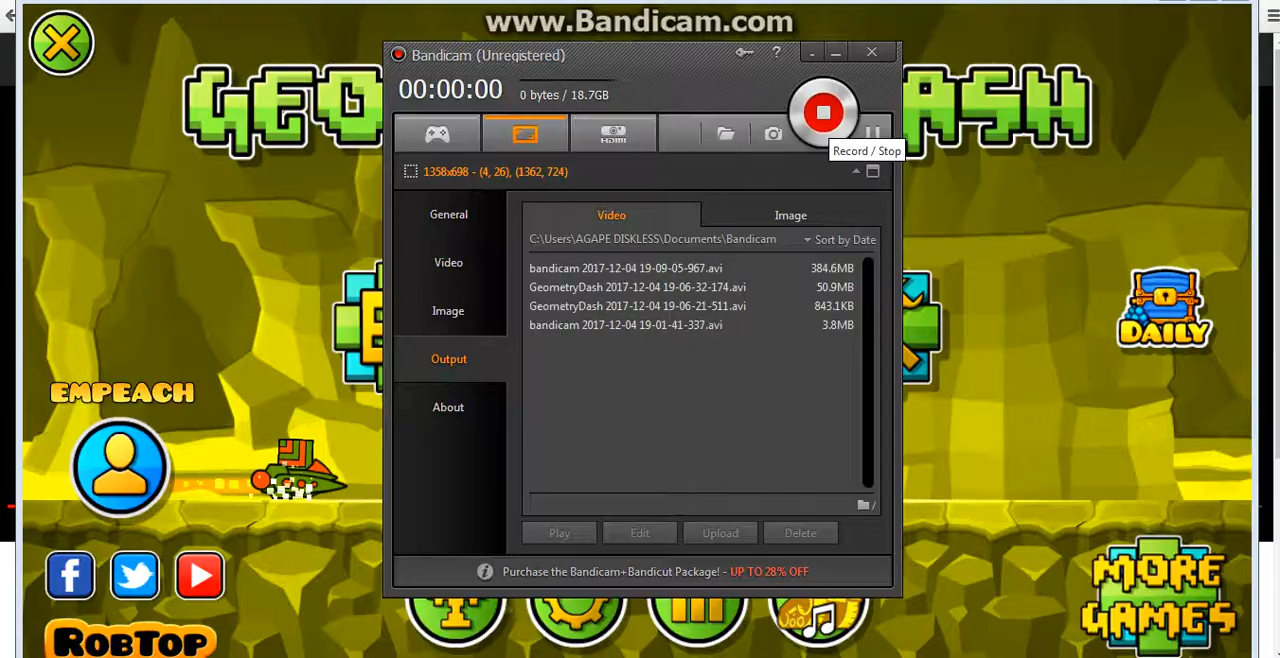 www.Bandicam.com
Bandicam (Unregistered)
?
00:00:00
0 bytes / 18.7GB
HDMI
Record / Stop
1358x698 - (4, 26), (1362, 724)
General
Video
Image
Output
About
Video
Image
C:\Users\AGAPE DISKLESS\Documents\Bandicam
Sort by Date
bandicam 2017-12-04 19-09-05-967.avi 384.6MB
GeometryDash 2017-12-04 19-06-32-174.avi 50.9MB
GeometryDash 2017-12-04 19-06-21-511.avi 843.1KB
bandicam 2017-12-04 19-01-41-337.avi 3.8MB
Play
Edit
Upload
Delete
Purchase the Bandicam+Bandicut Package! - UP TO 28% OFF
GEO
ASH
DAILY
EMPEACH
f
ROBTOP
MORE
GAMES